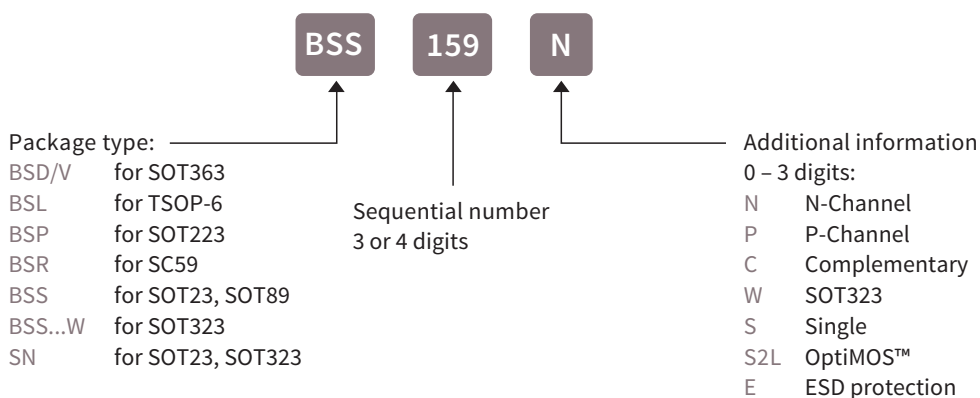 BSS 159 N
Package type:
BSD/V for SOT363
BSL for TSOP-6
BSP for SOT223
BSR for SC59
BSS for SOT23, SOT89
BSS...W for SOT323
SN for SOT23, SOT323
Sequential number
3 or 4 digits
Additional information
0 – 3 digits:
N N-Channel
P P-Channel
C Complementary
W SOT323
S Single
S2L OptiMOS™
E ESD protection